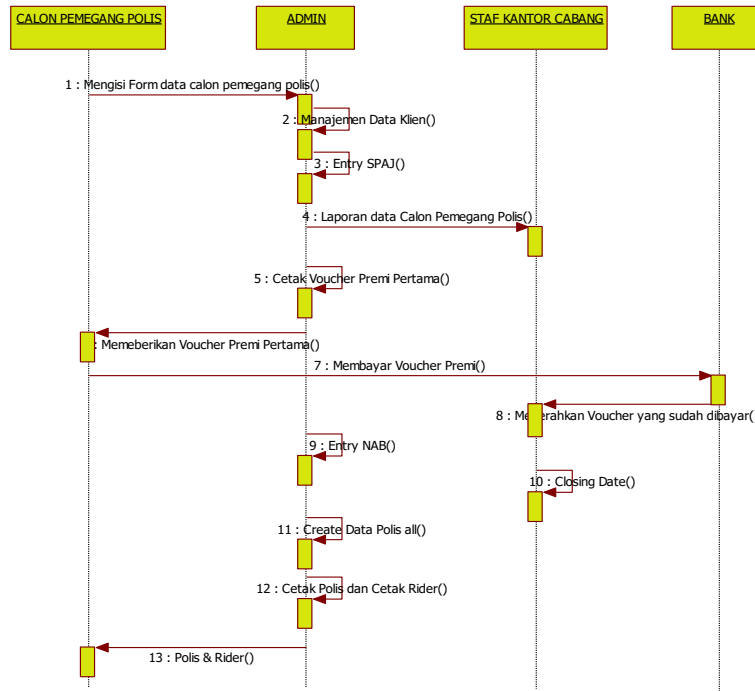 CALON PEMEGANG POLIS
ADMIN
STAF KANTOR CABANG
BANK
1 : Mengisi Form data calon pemegang polis()
2 : Manajemen Data Klien()
3 : Entry SPAJ()
4 : Laporan data Calon Pemegang Polis()
5 : Cetak Voucher Premi Pertama()
: Memeberikan Voucher Premi Pertama()
7 : Membayar Voucher Premi()
8 : Menyerahkan Voucher yang sudah dibayar(
9 : Entry NAB()
10 : Closing Date()
11 : Create Data Polis all()
12 : Cetak Polis dan Cetak Rider()
13 : Polis & Rider()